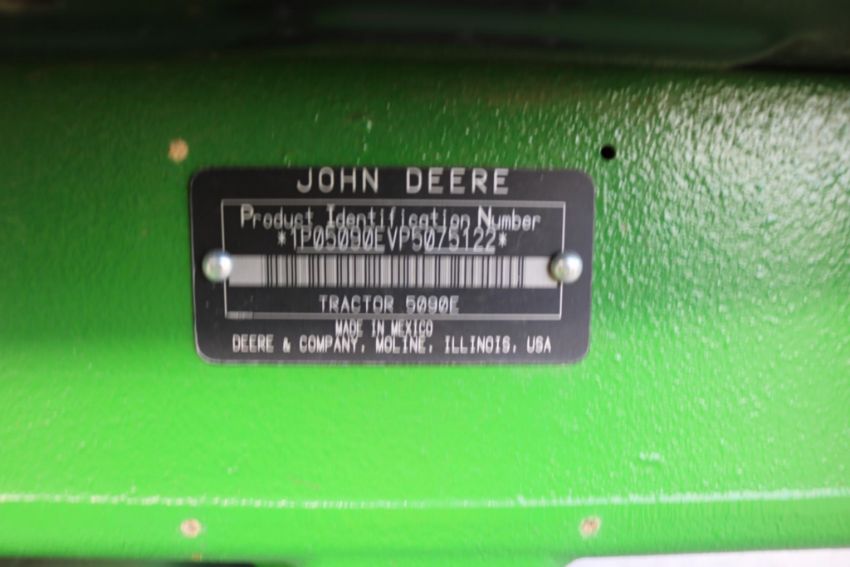 JOHN DEERE
Product Identification Number
*1P05090EVP5075122*
TRACTOR 5090E
MADE IN MEXICO
DEERE & COMPANY, MOLINE, ILLINOIS, USA